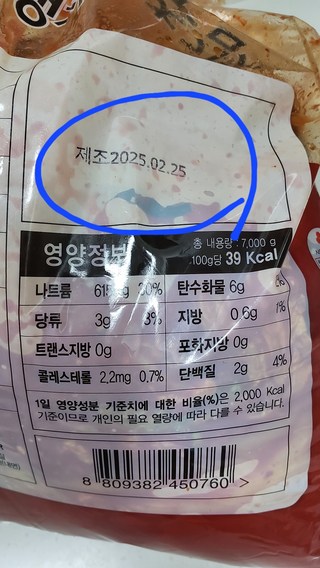 제조2025.02.25
영양정보
총 내용량 : 7,000 g
100g당 39 Kcal
나트륨 615mg 30% 탄수화물 6g
당류 3g 3% 지방 0.6g 1%
트랜스지방 0g 포화지방 0g
콜레스테롤 2.2mg 0.7% 단백질 2g 4%
1일 영양성분 기준치에 대한 비율(%)은 2,000 Kcal
기준이므로 개인의 필요 열량에 따라 다를 수 있습니다.
8 809382 450760 >